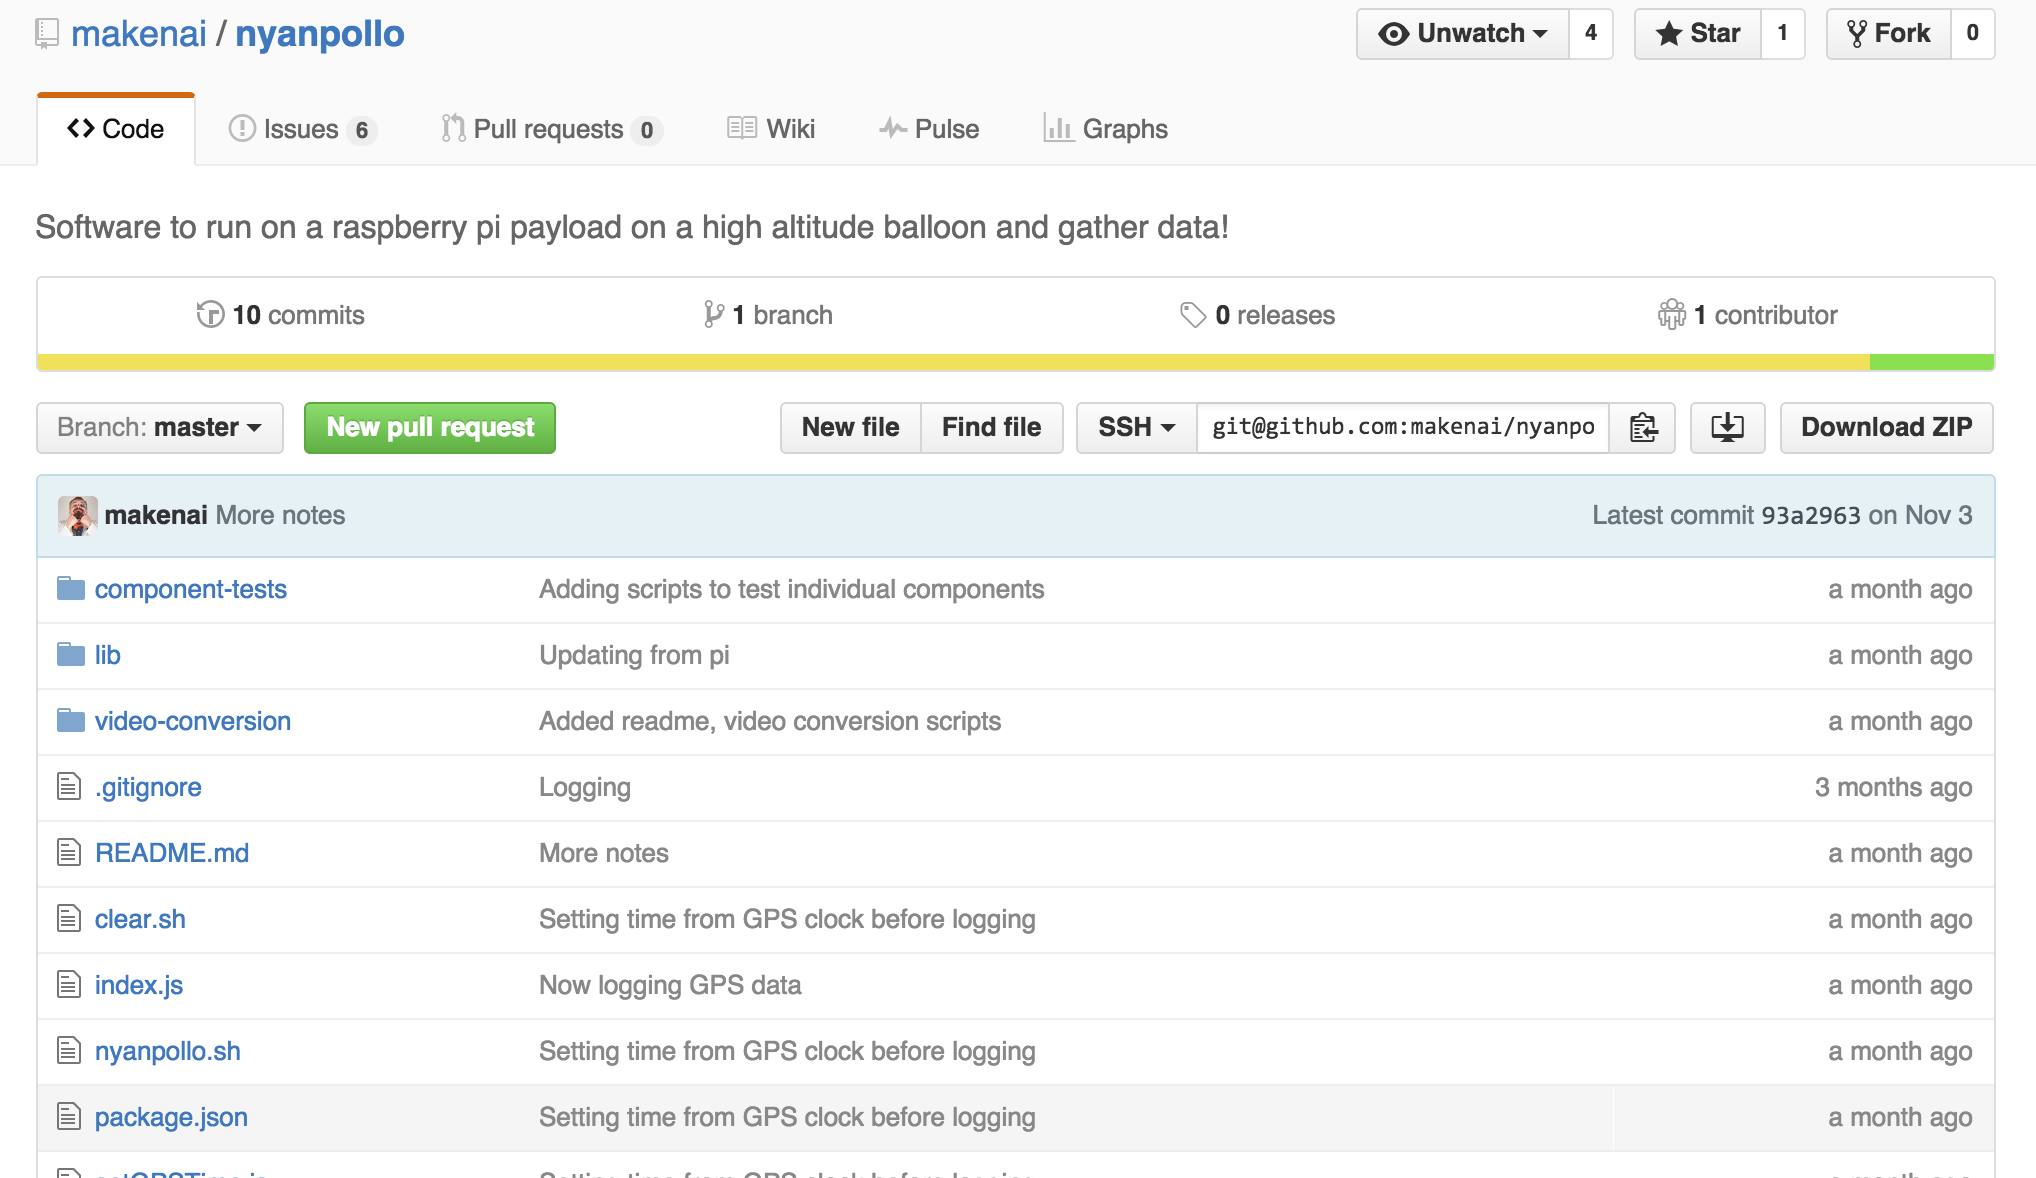 makenai / nyanpollo
Unwatch 4 Star 1 Fork 0
Code Issues 6 Pull requests 0 Wiki Pulse Graphs
Software to run on a raspberry pi payload on a high altitude balloon and gather data!
10 commits 1 branch 0 releases 1 contributor
Branch: master New pull request New file Find file SSH git@github.com:makenai/nyanpo Download ZIP
makenai More notes Latest commit 93a2963 on Nov 3
component-tests Adding scripts to test individual components a month ago
lib Updating from pi a month ago
video-conversion Added readme, video conversion scripts a month ago
.gitignore Logging 3 months ago
README.md More notes a month ago
clear.sh Setting time from GPS clock before logging a month ago
index.js Now logging GPS data a month ago
nyanpollo.sh Setting time from GPS clock before logging a month ago
package.json Setting time from GPS clock before logging a month ago